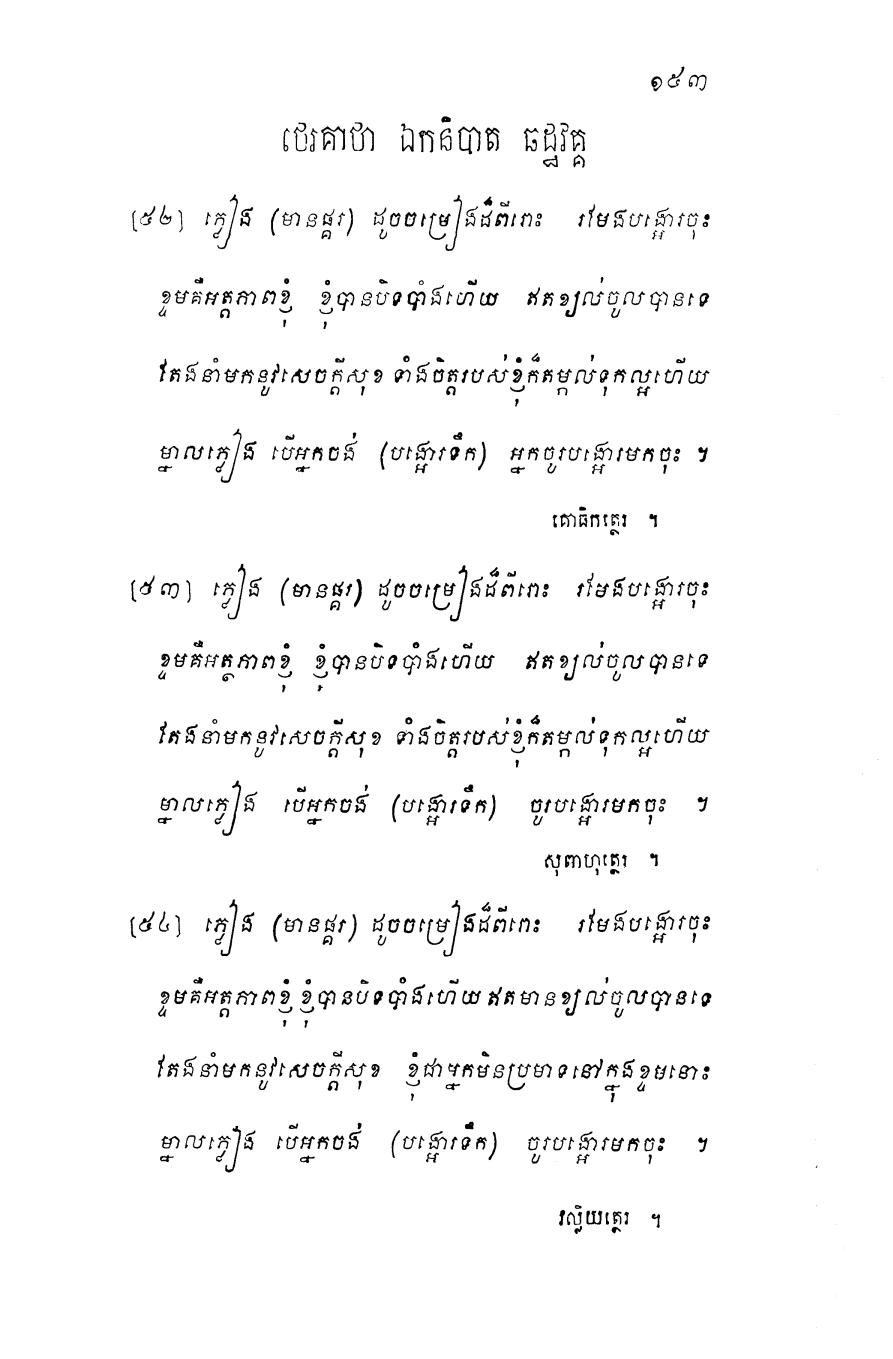 ១៥៣
ថេរគាថា ឯកនិបាត ឆដ្ឋវគ្គ
[៥២] ភ្លៀង (មានផ្គរ) ដូចចម្រៀងដ៏ពីរោះ រមែងបង្អោរចុះ
ខ្ទមគឺអត្តភាពខ្ញុំ ខ្ញុំបានបិទបាំងហើយ ឥតខ្យល់ចូលបានទេ
តែងនាំមកនូវសេចក្តីសុខ ទាំងចិត្តរបស់ខ្ញុំក៏តម្កល់ទុកល្អហើយ
ម្នាលភ្លៀង បើអ្នកចង់ (បង្អោរទឹក) អ្នកចូរបង្អោរមកចុះ ។
គោធិកត្ថេរ ។
[៥៣] ភ្លៀង (មានផ្គរ) ដូចចម្រៀងដ៏ពីរោះ រមែងបង្អោរចុះ
ខ្ទមគឺអត្តភាពខ្ញុំ ខ្ញុំបានបិទបាំងហើយ ឥតខ្យល់ចូលបានទេ
តែងនាំមកនូវសេចក្តីសុខ ទាំងចិត្តរបស់ខ្ញុំក៏តម្កល់ទុកល្អហើយ
ម្នាលភ្លៀង បើអ្នកចង់ (បង្អោរទឹក) ចូរបង្អោរមកចុះ ។
សុពាហុត្ថេរ ។
[៥៤] ភ្លៀង (មានផ្គរ) ដូចចម្រៀងដ៏ពីរោះ រមែងបង្អោរចុះ
ខ្ទមគឺអត្តភាពខ្ញុំ ខ្ញុំបានបិទបាំងហើយ ឥតមានខ្យល់ចូលបានទេ
តែងនាំមកនូវសេចក្តីសុខ ខ្ញុំជាអ្នកមិនប្រមាទនៅក្នុងខ្ទមនោះ
ម្នាលភ្លៀង បើអ្នកចង់ (បង្អោរទឹក) ចូរបង្អោរមកចុះ ។
វល្លិយត្ថេរ ។